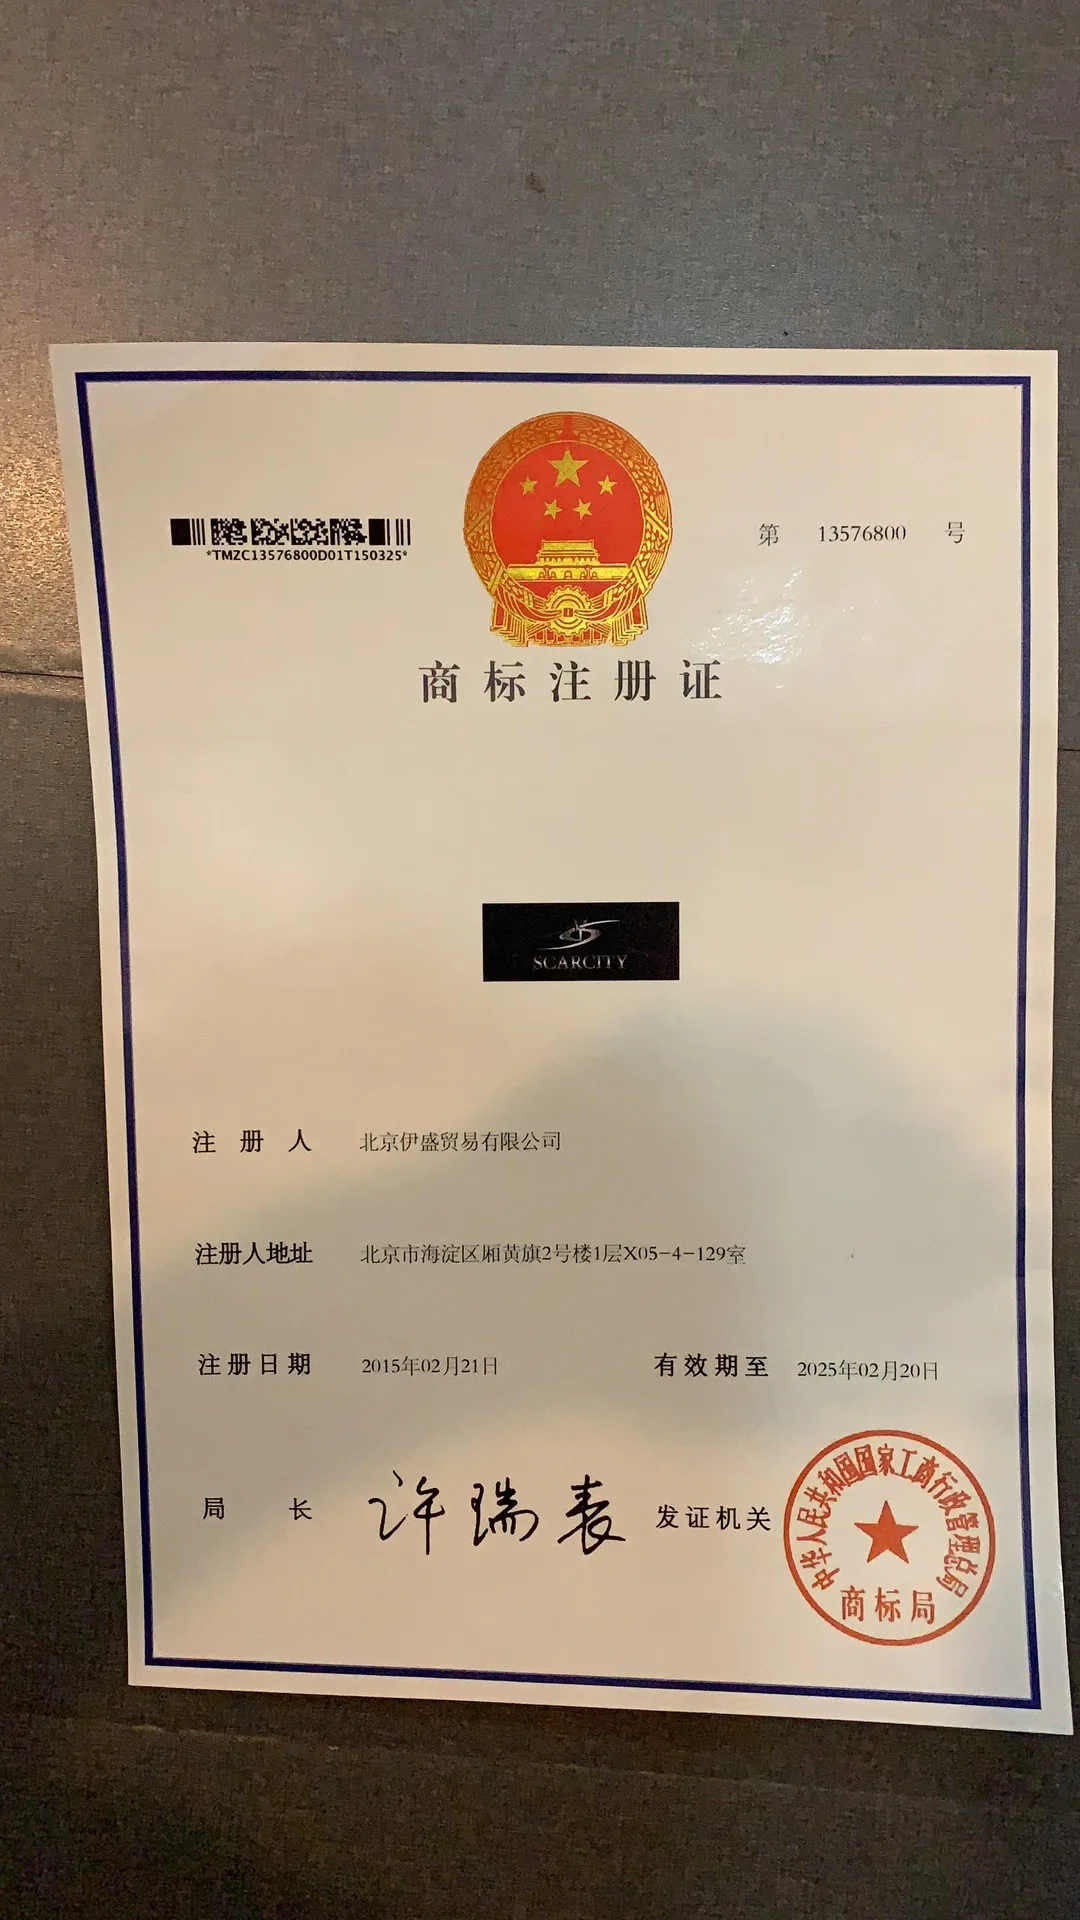 *TMZC13576800D01T150325*
第 13576800 号
商标注册证
SCARCITY
注册人 北京伊盛贸易有限公司
注册人地址 北京市海淀区厢黄旗2号楼1层X05-4-129室
注册日期 2015年02月21日 有效期至 2025年02月20日
局长 许瑞表 发证机关
中华人民共和国国家工商行政管理总局
商标局